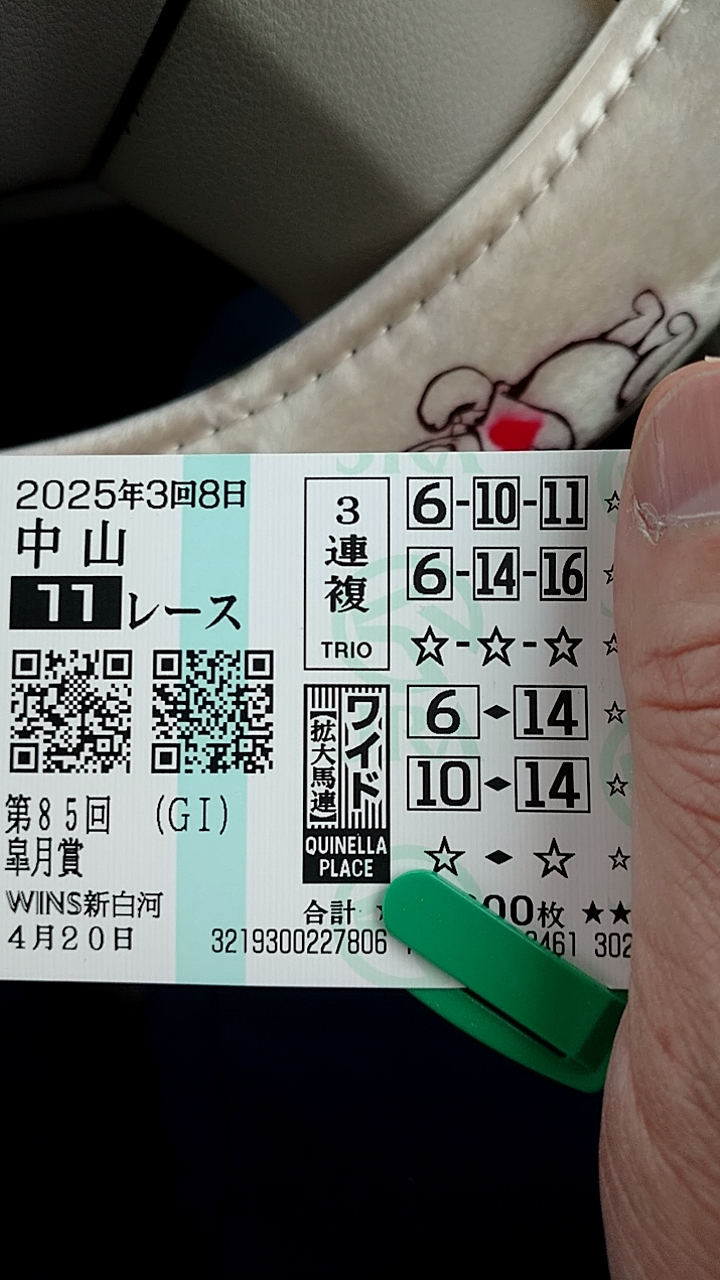 2025年3回8日
中山
11レース
第85回 (GI)
皐月賞
WINS新白河
4月20日
3連複
TRIO
6-10-11 ☆
6-14-16 ☆
☆-☆-☆ ☆
ワイド
(拡大馬連)
QUINELLA
PLACE
6◆14 ☆
10◆14 ☆
☆◆☆ ☆
合計 00枚 ★★
3219300227806 461 302